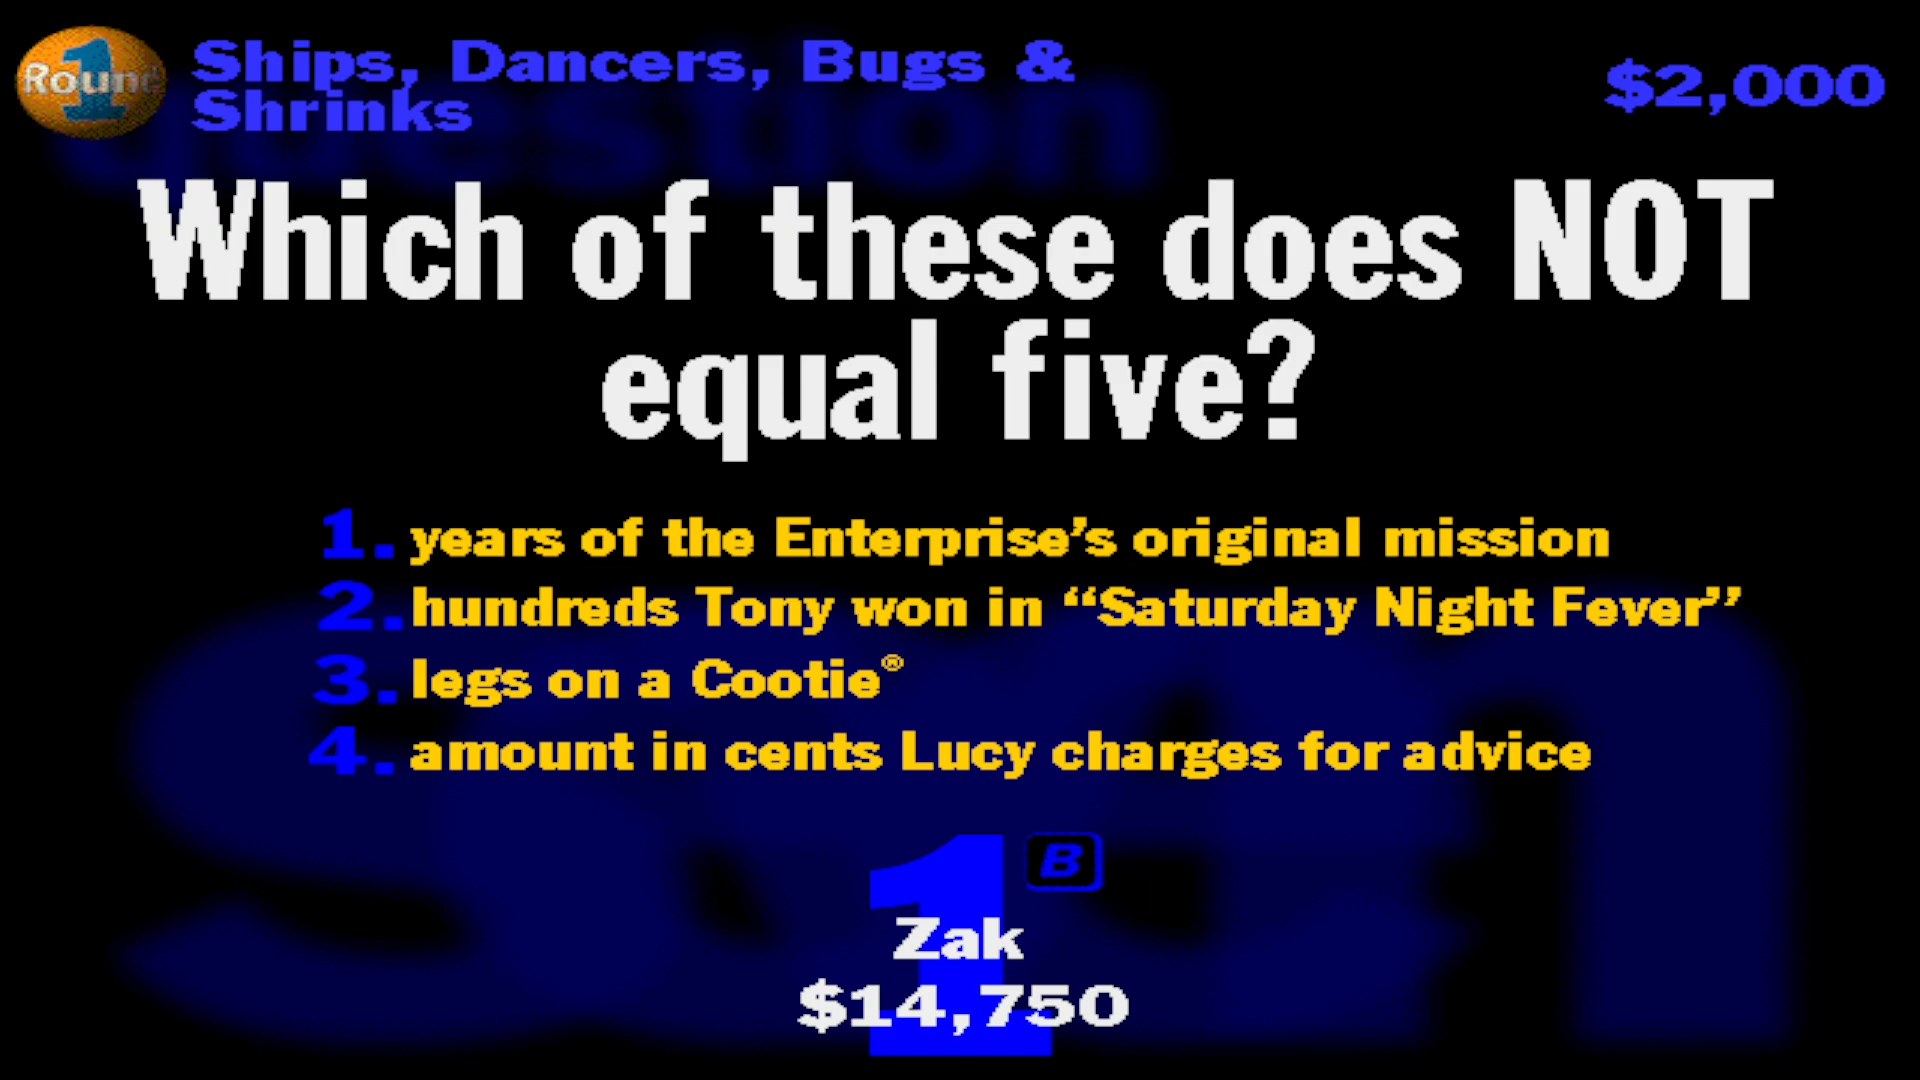 Round 1
Ships, Dancers, Bugs &
Shrinks
$2,000
question
Which of these does NOT
equal five?
1. years of the Enterprise's original mission
2. hundreds Tony won in “Saturday Night Fever”
3. legs on a Cootie®
4. amount in cents Lucy charges for advice
1
B
Zak
$14,750